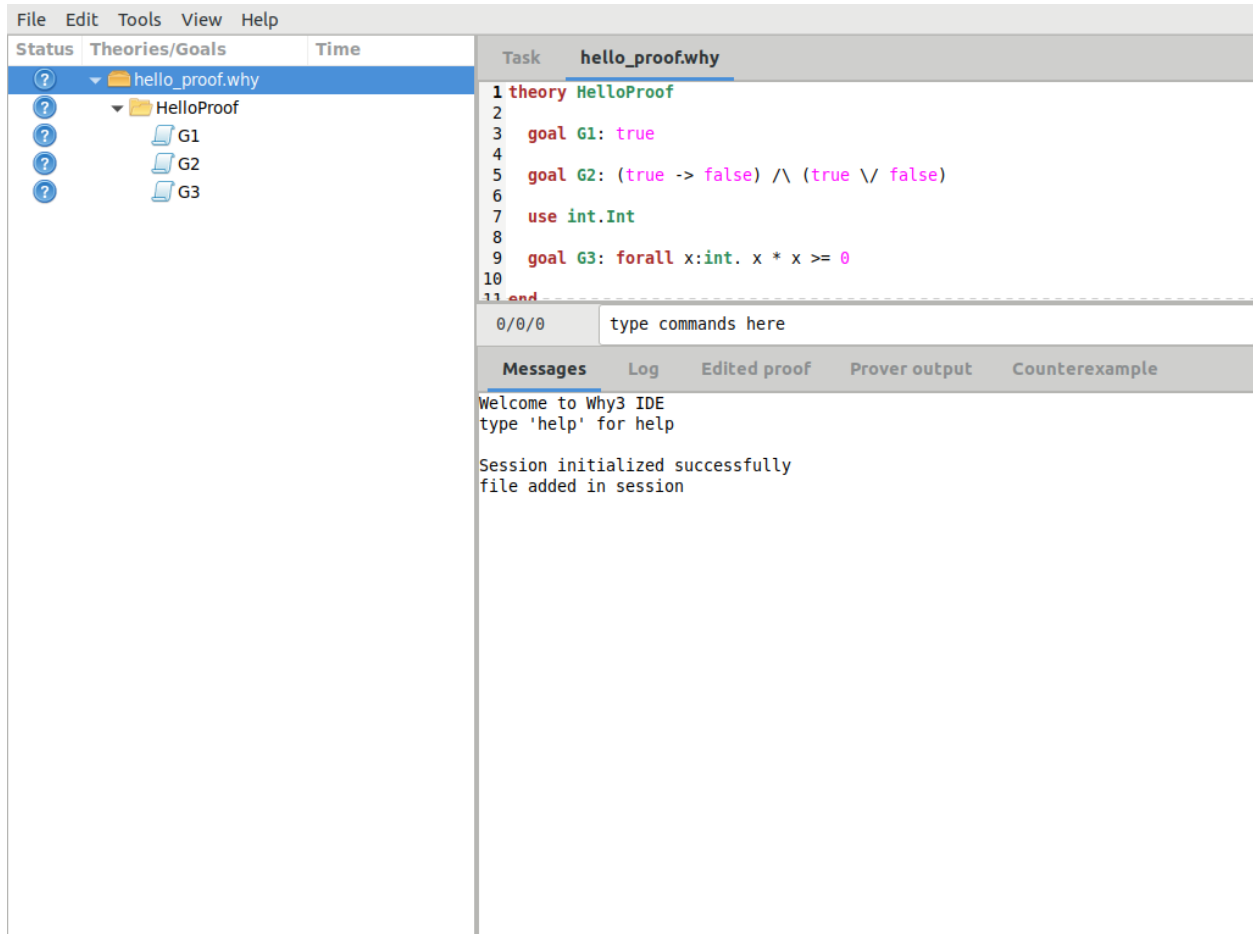 File Edit Tools View Help
Status Theories/Goals Time
hello_proof.why
HelloProof
G1
G2
G3
Task hello_proof.why
1 theory HelloProof
2
3 goal G1: true
4
5 goal G2: (true -> false) /\ (true \/ false)
6
7 use int.Int
8
9 goal G3: forall x:int. x * x >= 0
10
11 end
0/0/0 type commands here
Messages Log Edited proof Prover output Counterexample
Welcome to Why3 IDE
type 'help' for help
Session initialized successfully
file added in session